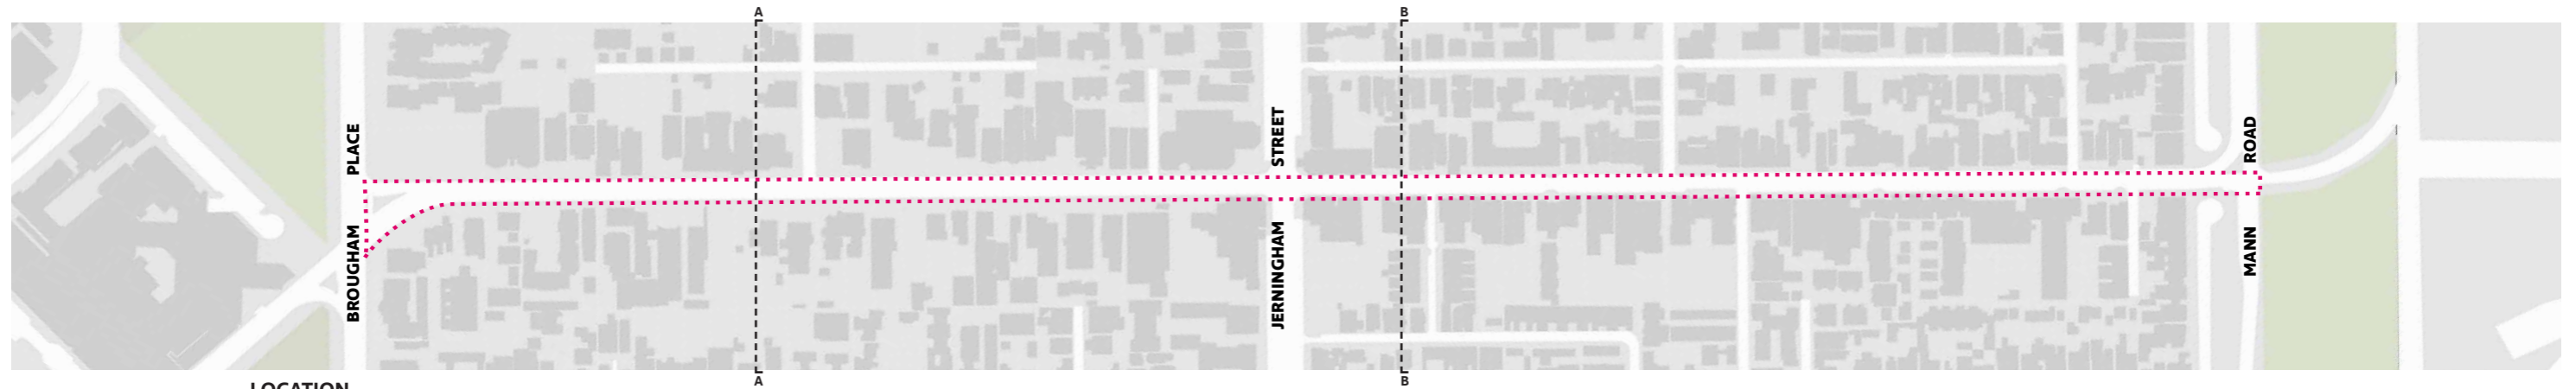 A
B
BROUGHAM PLACE
JERNINGHAM STREET
MANN ROAD
A
B
LOCATION